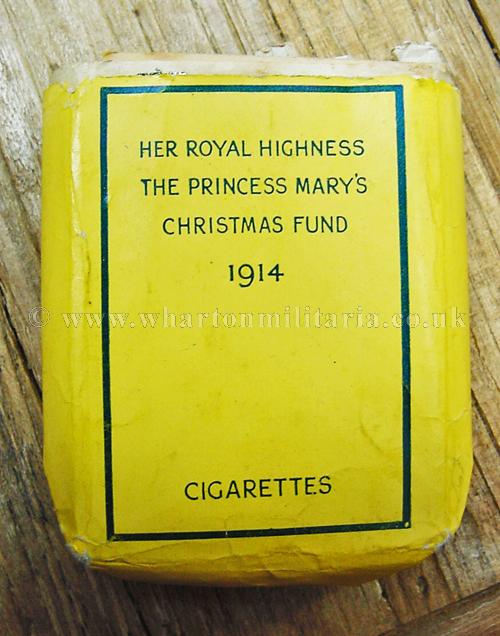 HER ROYAL HIGHNESS
THE PRINCESS MARY'S
CHRISTMAS FUND
1914
© www.whartonmilitaria.co.uk
CIGARETTES